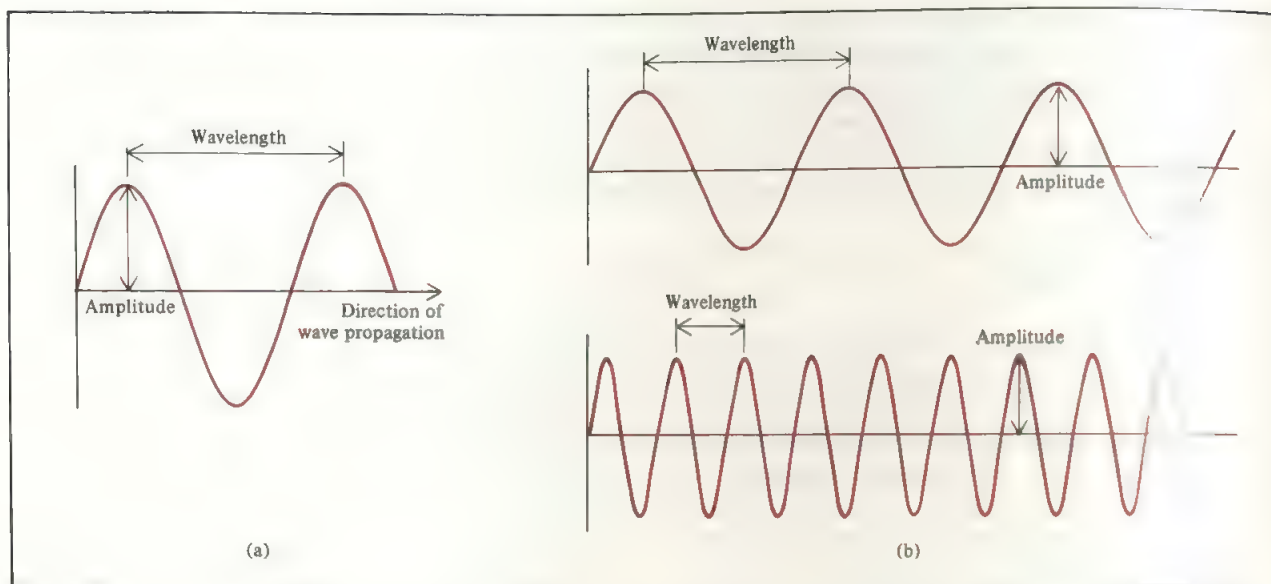 Wavelength
Amplitude
Direction of
wave propagation
(a)
Wavelength
Amplitude
Wavelength
Amplitude
(b)